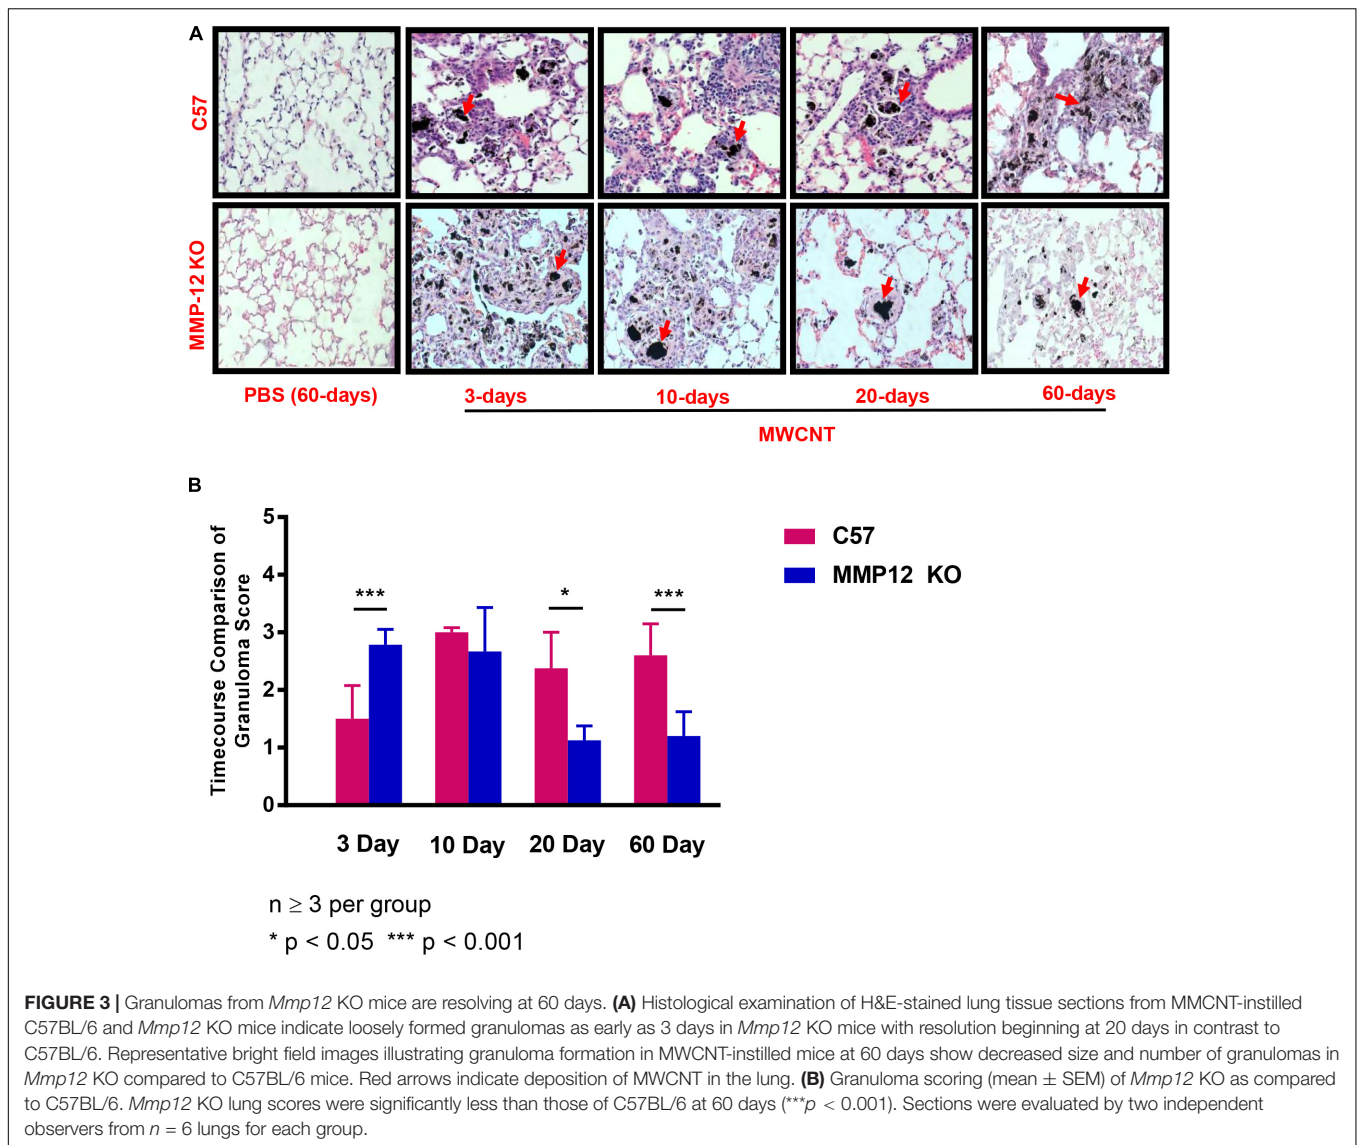 A
C57
MMP-12 KO
PBS (60-days)
3-days
10-days
20-days
60-days
MWCNT
B
Timecourse Comparison of
Granuloma Score
5
4
3
2
1
0
***
*
***
3 Day
10 Day
20 Day
60 Day
C57
MMP12 KO
n ≥ 3 per group
* p < 0.05 *** p < 0.001
FIGURE 3 | Granulomas from Mmp12 KO mice are resolving at 60 days. (A) Histological examination of H&E-stained lung tissue sections from MMCNT-instilled
C57BL/6 and Mmp12 KO mice indicate loosely formed granulomas as early as 3 days in Mmp12 KO mice with resolution beginning at 20 days in contrast to
C57BL/6. Representative bright field images illustrating granuloma formation in MWCNT-instilled mice at 60 days show decreased size and number of granulomas in
Mmp12 KO compared to C57BL/6 mice. Red arrows indicate deposition of MWCNT in the lung. (B) Granuloma scoring (mean ± SEM) of Mmp12 KO as compared
to C57BL/6. Mmp12 KO lung scores were significantly less than those of C57BL/6 at 60 days (***p < 0.001). Sections were evaluated by two independent
observers from n = 6 lungs for each group.